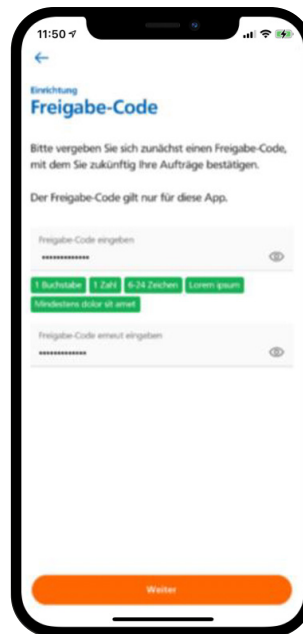 11:50
Einrichtung
Freigabe-Code
Bitte vergeben Sie sich zunächst einen Freigabe-Code,
mit dem Sie zukünftig Ihre Aufträge bestätigen.
Der Freigabe-Code gilt nur für diese App.
Freigabe-Code eingeben
•••••••••••••
1 Buchstabe 1 Zahl 6-24 Zeichen Lorem ipsum
Mindestens dolor sit amet
Freigabe-Code erneut eingeben
•••••••••••••
Weiter